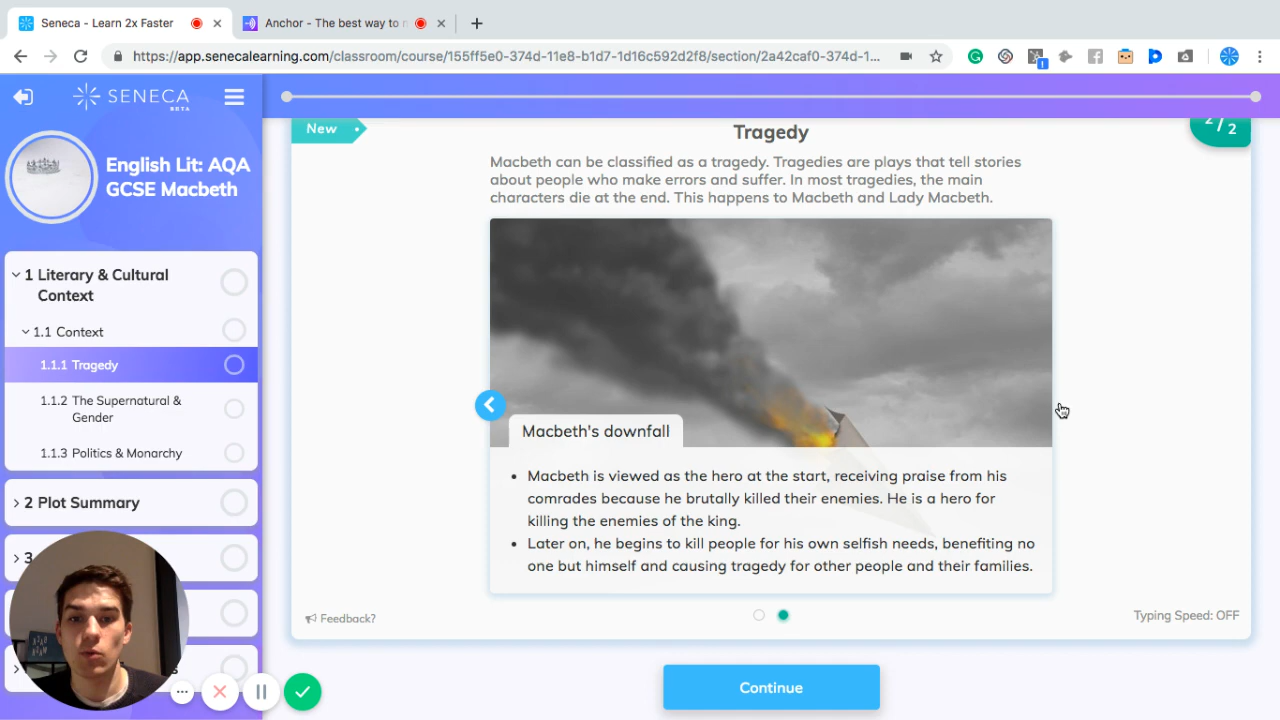 Seneca - Learn 2x Faster
Anchor - The best way to
https://app.senecalearning.com/classroom/course/155ff5e0-374d-11e8-b1d7-1d16c592d2f8/section/2a42caf0-374d-1...
SENECA
BETA
English Lit: AQA
GCSE Macbeth
1 Literary & Cultural
Context
1.1 Context
1.1.1 Tragedy
1.1.2 The Supernatural &
Gender
1.1.3 Politics & Monarchy
2 Plot Summary
3
New
2/2
Tragedy
Macbeth can be classified as a tragedy. Tragedies are plays that tell stories
about people who make errors and suffer. In most tragedies, the main
characters die at the end. This happens to Macbeth and Lady Macbeth.
Macbeth's downfall
• Macbeth is viewed as the hero at the start, receiving praise from his
comrades because he brutally killed their enemies. He is a hero for
killing the enemies of the king.
• Later on, he begins to kill people for his own selfish needs, benefiting no
one but himself and causing tragedy for other people and their families.
Feedback?
Typing Speed: OFF
Continue